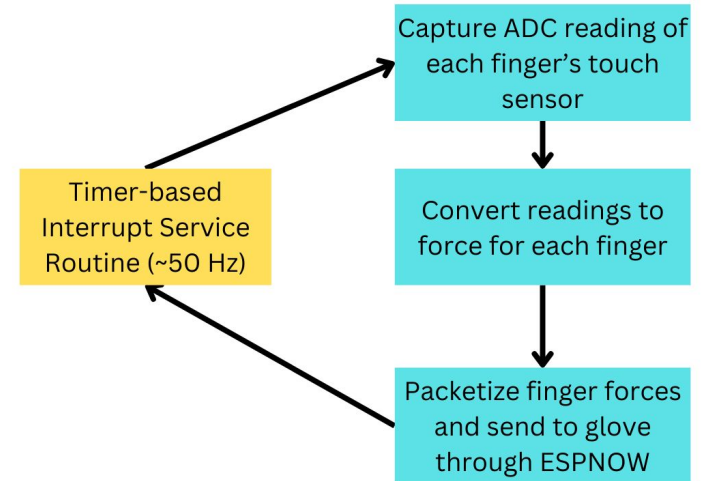 Capture ADC reading of
each finger's touch
sensor
Timer-based
Interrupt Service
Routine (~50 Hz)
Convert readings to
force for each finger
Packetize finger forces
and send to glove
through ESPNOW